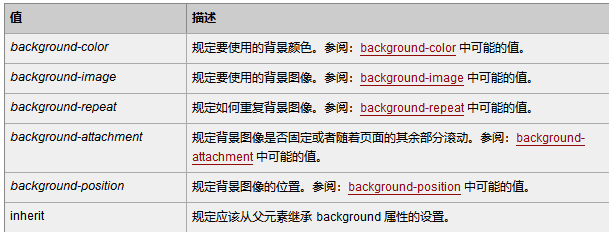 值 描述
background-color 规定要使用的背景颜色。参阅：background-color 中可能的值。
background-image 规定要使用的背景图像。参阅：background-image 中可能的值。
background-repeat 规定如何重复背景图像。参阅：background-repeat 中可能的值。
background-attachment 规定背景图像是否固定或者随着页面的其余部分滚动。参阅：background-
attachment 中可能的值。
background-position 规定背景图像的位置。参阅：background-position 中可能的值。
inherit 规定应该从父元素继承 background 属性的设置。